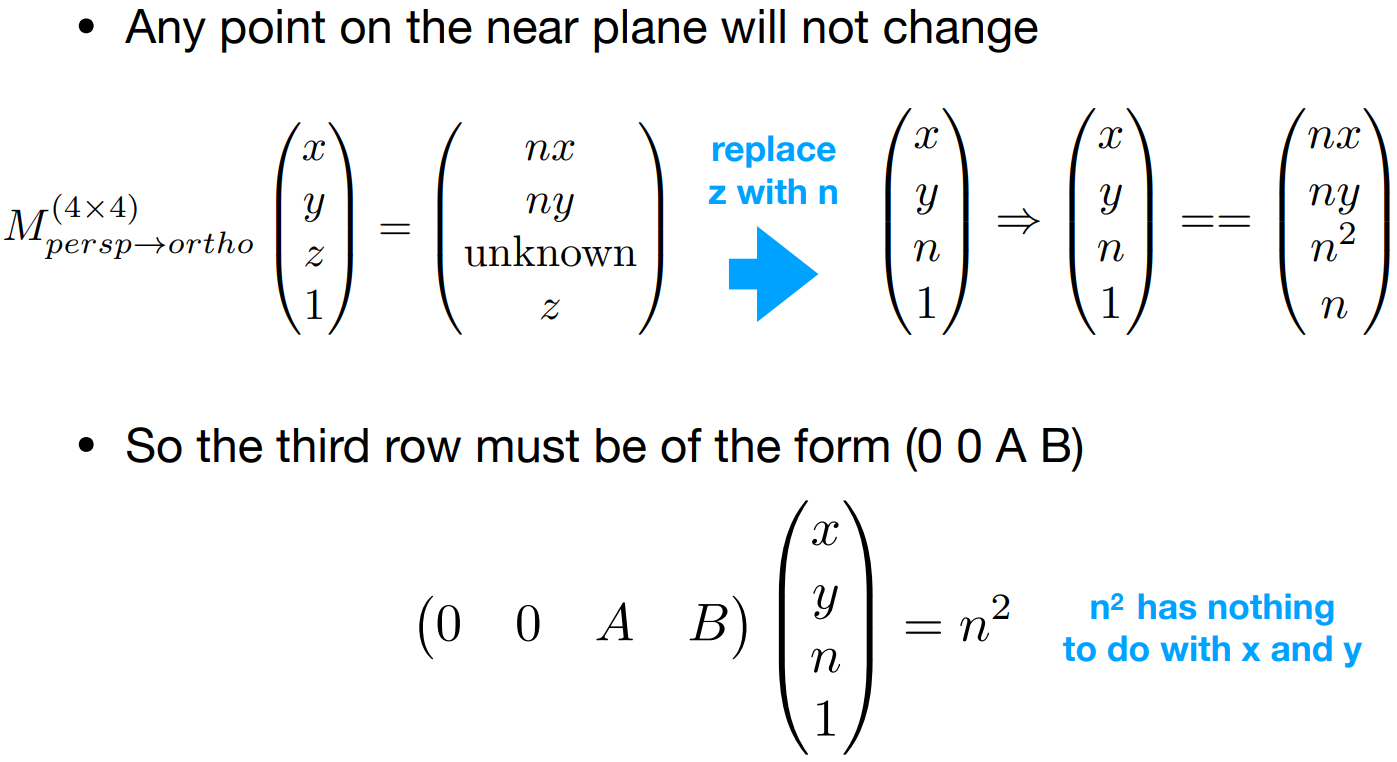 • Any point on the near plane will not change
$M_{persp \to ortho}^{(4 \times 4)} \begin{pmatrix} x \\ y \\ z \\ 1 \end{pmatrix} = \begin{pmatrix} nx \\ ny \\ \text{unknown} \\ z \end{pmatrix}$ replace z with n $\begin{pmatrix} x \\ y \\ n \\ 1 \end{pmatrix} \Rightarrow \begin{pmatrix} x \\ y \\ n \\ 1 \end{pmatrix} == \begin{pmatrix} nx \\ ny \\ n^2 \\ n \end{pmatrix}$
• So the third row must be of the form (0 0 A B)
$\begin{pmatrix} 0 & 0 & A & B \end{pmatrix} \begin{pmatrix} x \\ y \\ n \\ 1 \end{pmatrix} = n^2$ n² has nothing to do with x and y